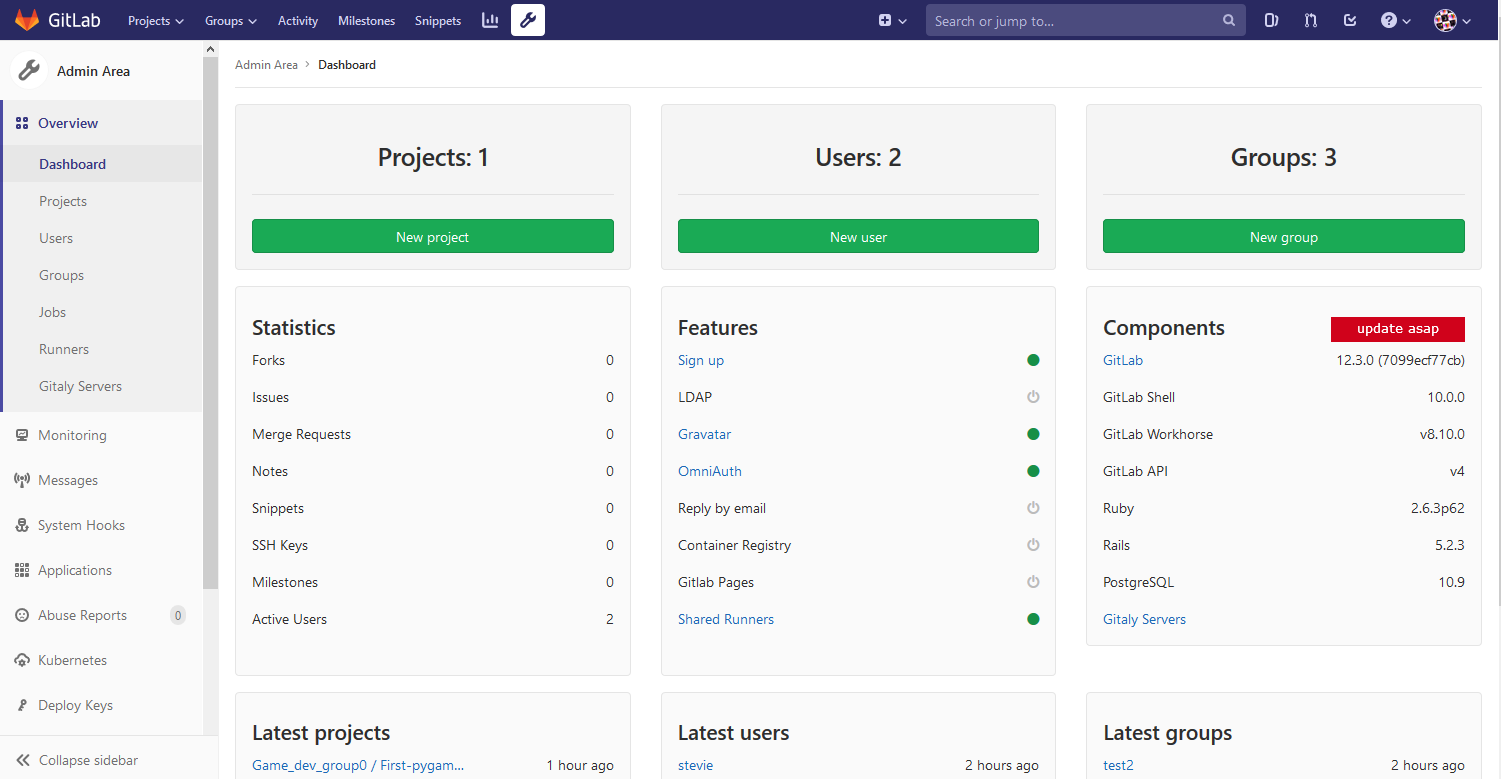 GitLab Projects Groups Activity Milestones Snippets Search or jump to...
Admin Area
Admin Area > Dashboard
Overview
Dashboard
Projects
Users
Groups
Jobs
Runners
Gitaly Servers
Monitoring
Messages
System Hooks
Applications
Abuse Reports 0
Kubernetes
Deploy Keys
Collapse sidebar
Projects: 1
New project
Users: 2
New user
Groups: 3
New group
Statistics
Forks 0
Issues 0
Merge Requests 0
Notes 0
Snippets 0
SSH Keys 0
Milestones 0
Active Users 2
Features
Sign up
LDAP
Gravatar
OmniAuth
Reply by email
Container Registry
Gitlab Pages
Shared Runners
Components update asap
GitLab 12.3.0 (7099ecf77cb)
GitLab Shell 10.0.0
GitLab Workhorse v8.10.0
GitLab API v4
Ruby 2.6.3p62
Rails 5.2.3
PostgreSQL 10.9
Gitaly Servers
Latest projects
Game_dev_group0 / First-pygam... 1 hour ago
Latest users
stevie 2 hours ago
Latest groups
test2 2 hours ago